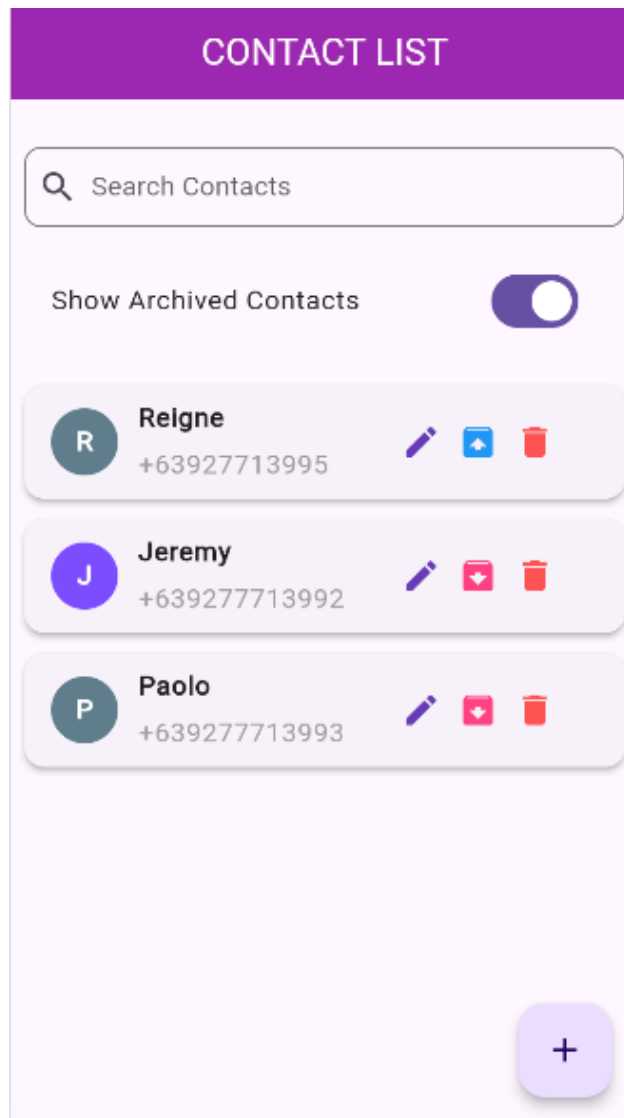 CONTACT LIST
Search Contacts
Show Archived Contacts
R
Reigne
+63927713995
J
Jeremy
+639277713992
P
Paolo
+639277713993
+